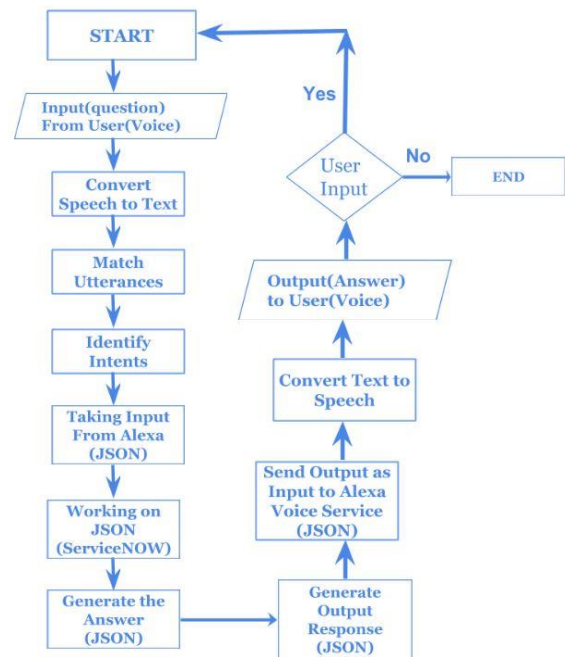 START
Input(question)
From User(Voice)
Convert
Speech to Text
Match
Utterances
Identify
Intents
Taking Input
From Alexa
(JSON)
Working on
JSON
(ServiceNOW)
Generate the
Answer
(JSON)
Generate
Output
Response
(JSON)
Send Output as
Input to Alexa
Voice Service
(JSON)
Convert Text to
Speech
Output(Answer)
to User(Voice)
User
Input
Yes
No
END